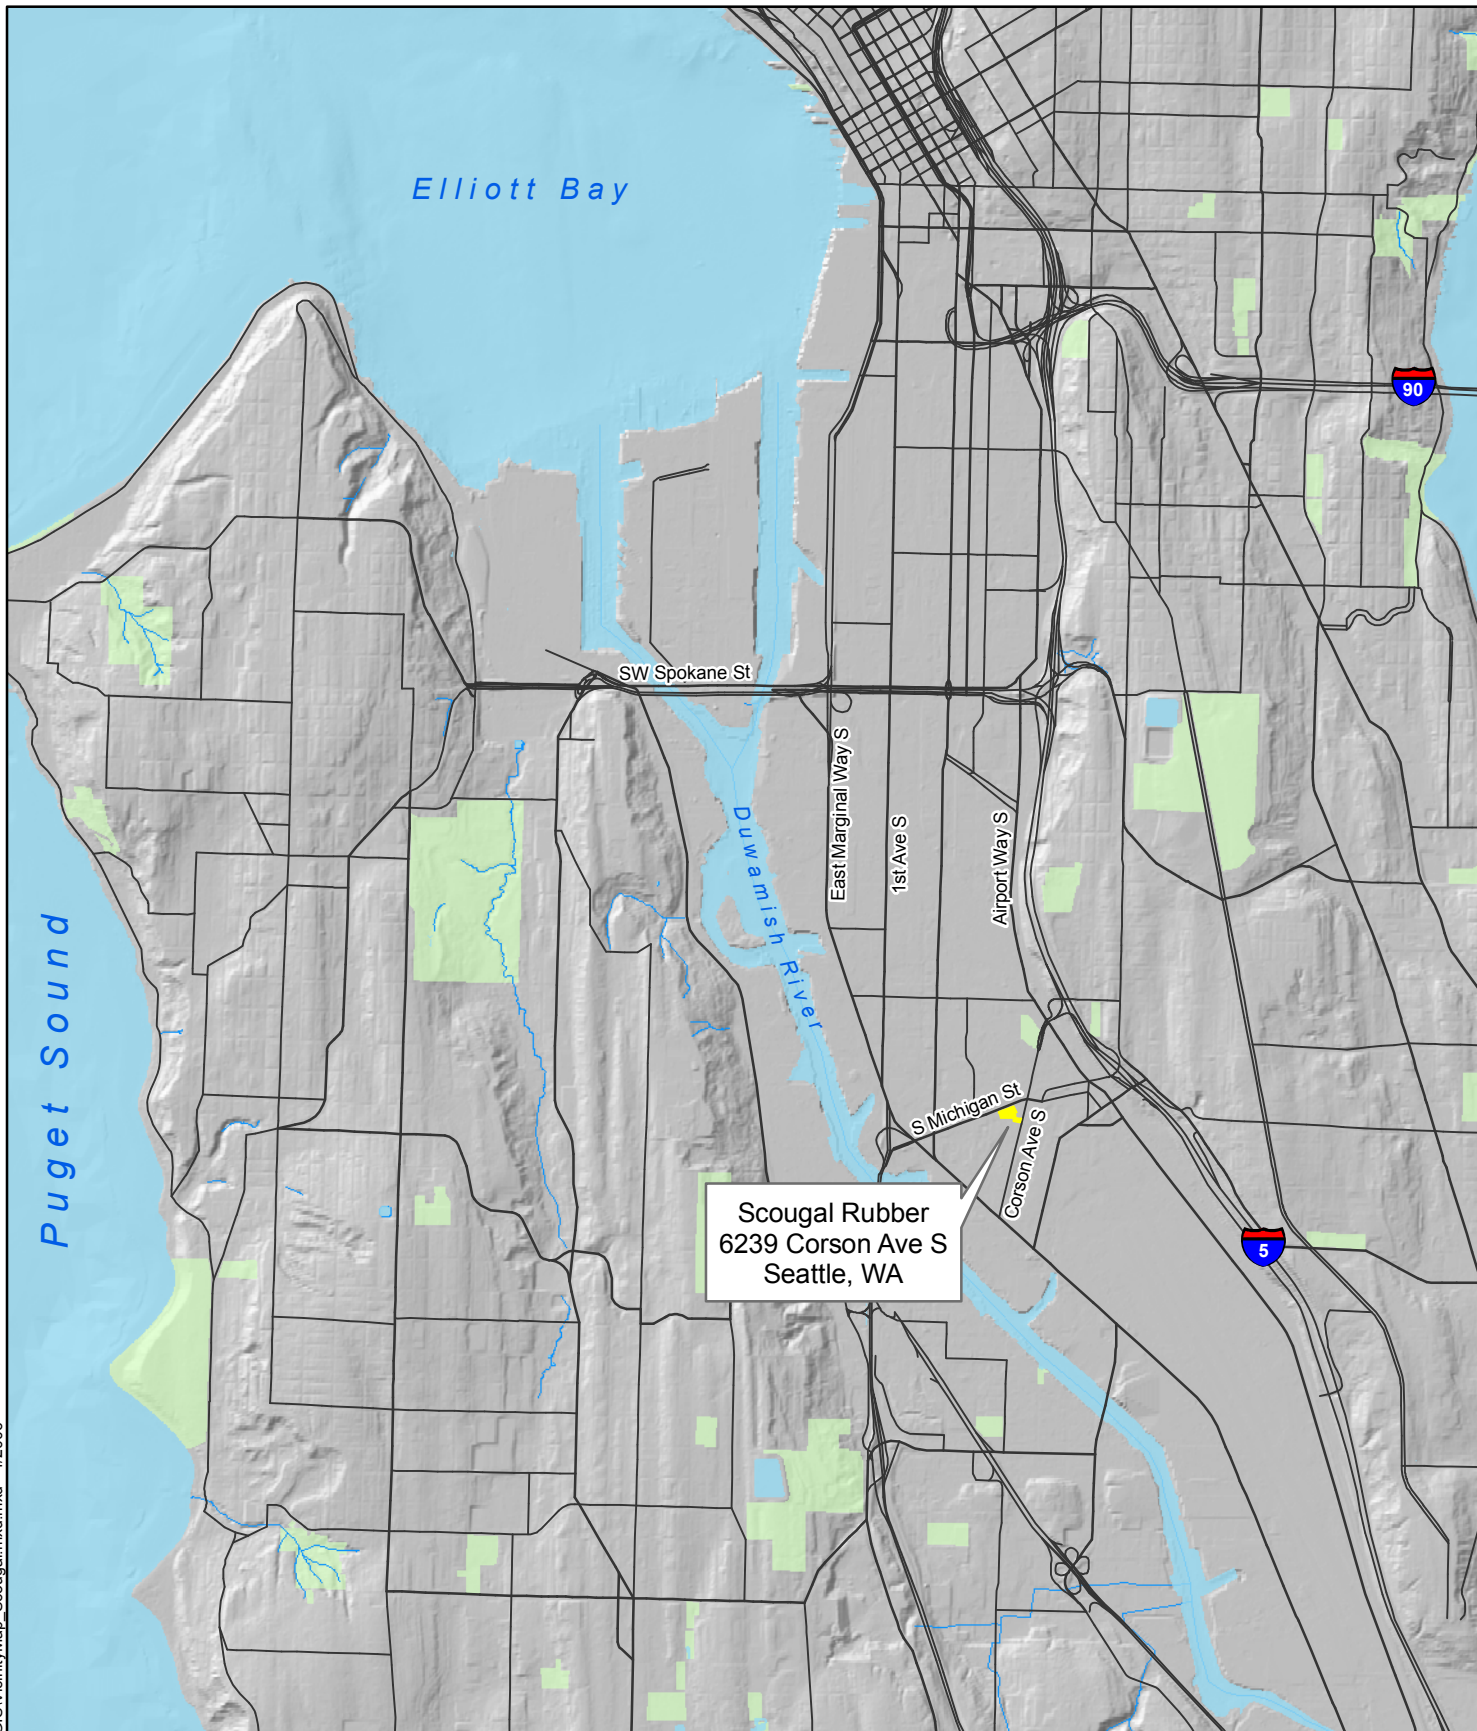 Elliott Bay
90
SW Spokane St
East Marginal Way S
1st Ave S
Airport Way S
Duwamish River
Puget Sound
S Michigan St
Corson Ave S
Scougal Rubber
6239 Corson Ave S
Seattle, WA
5